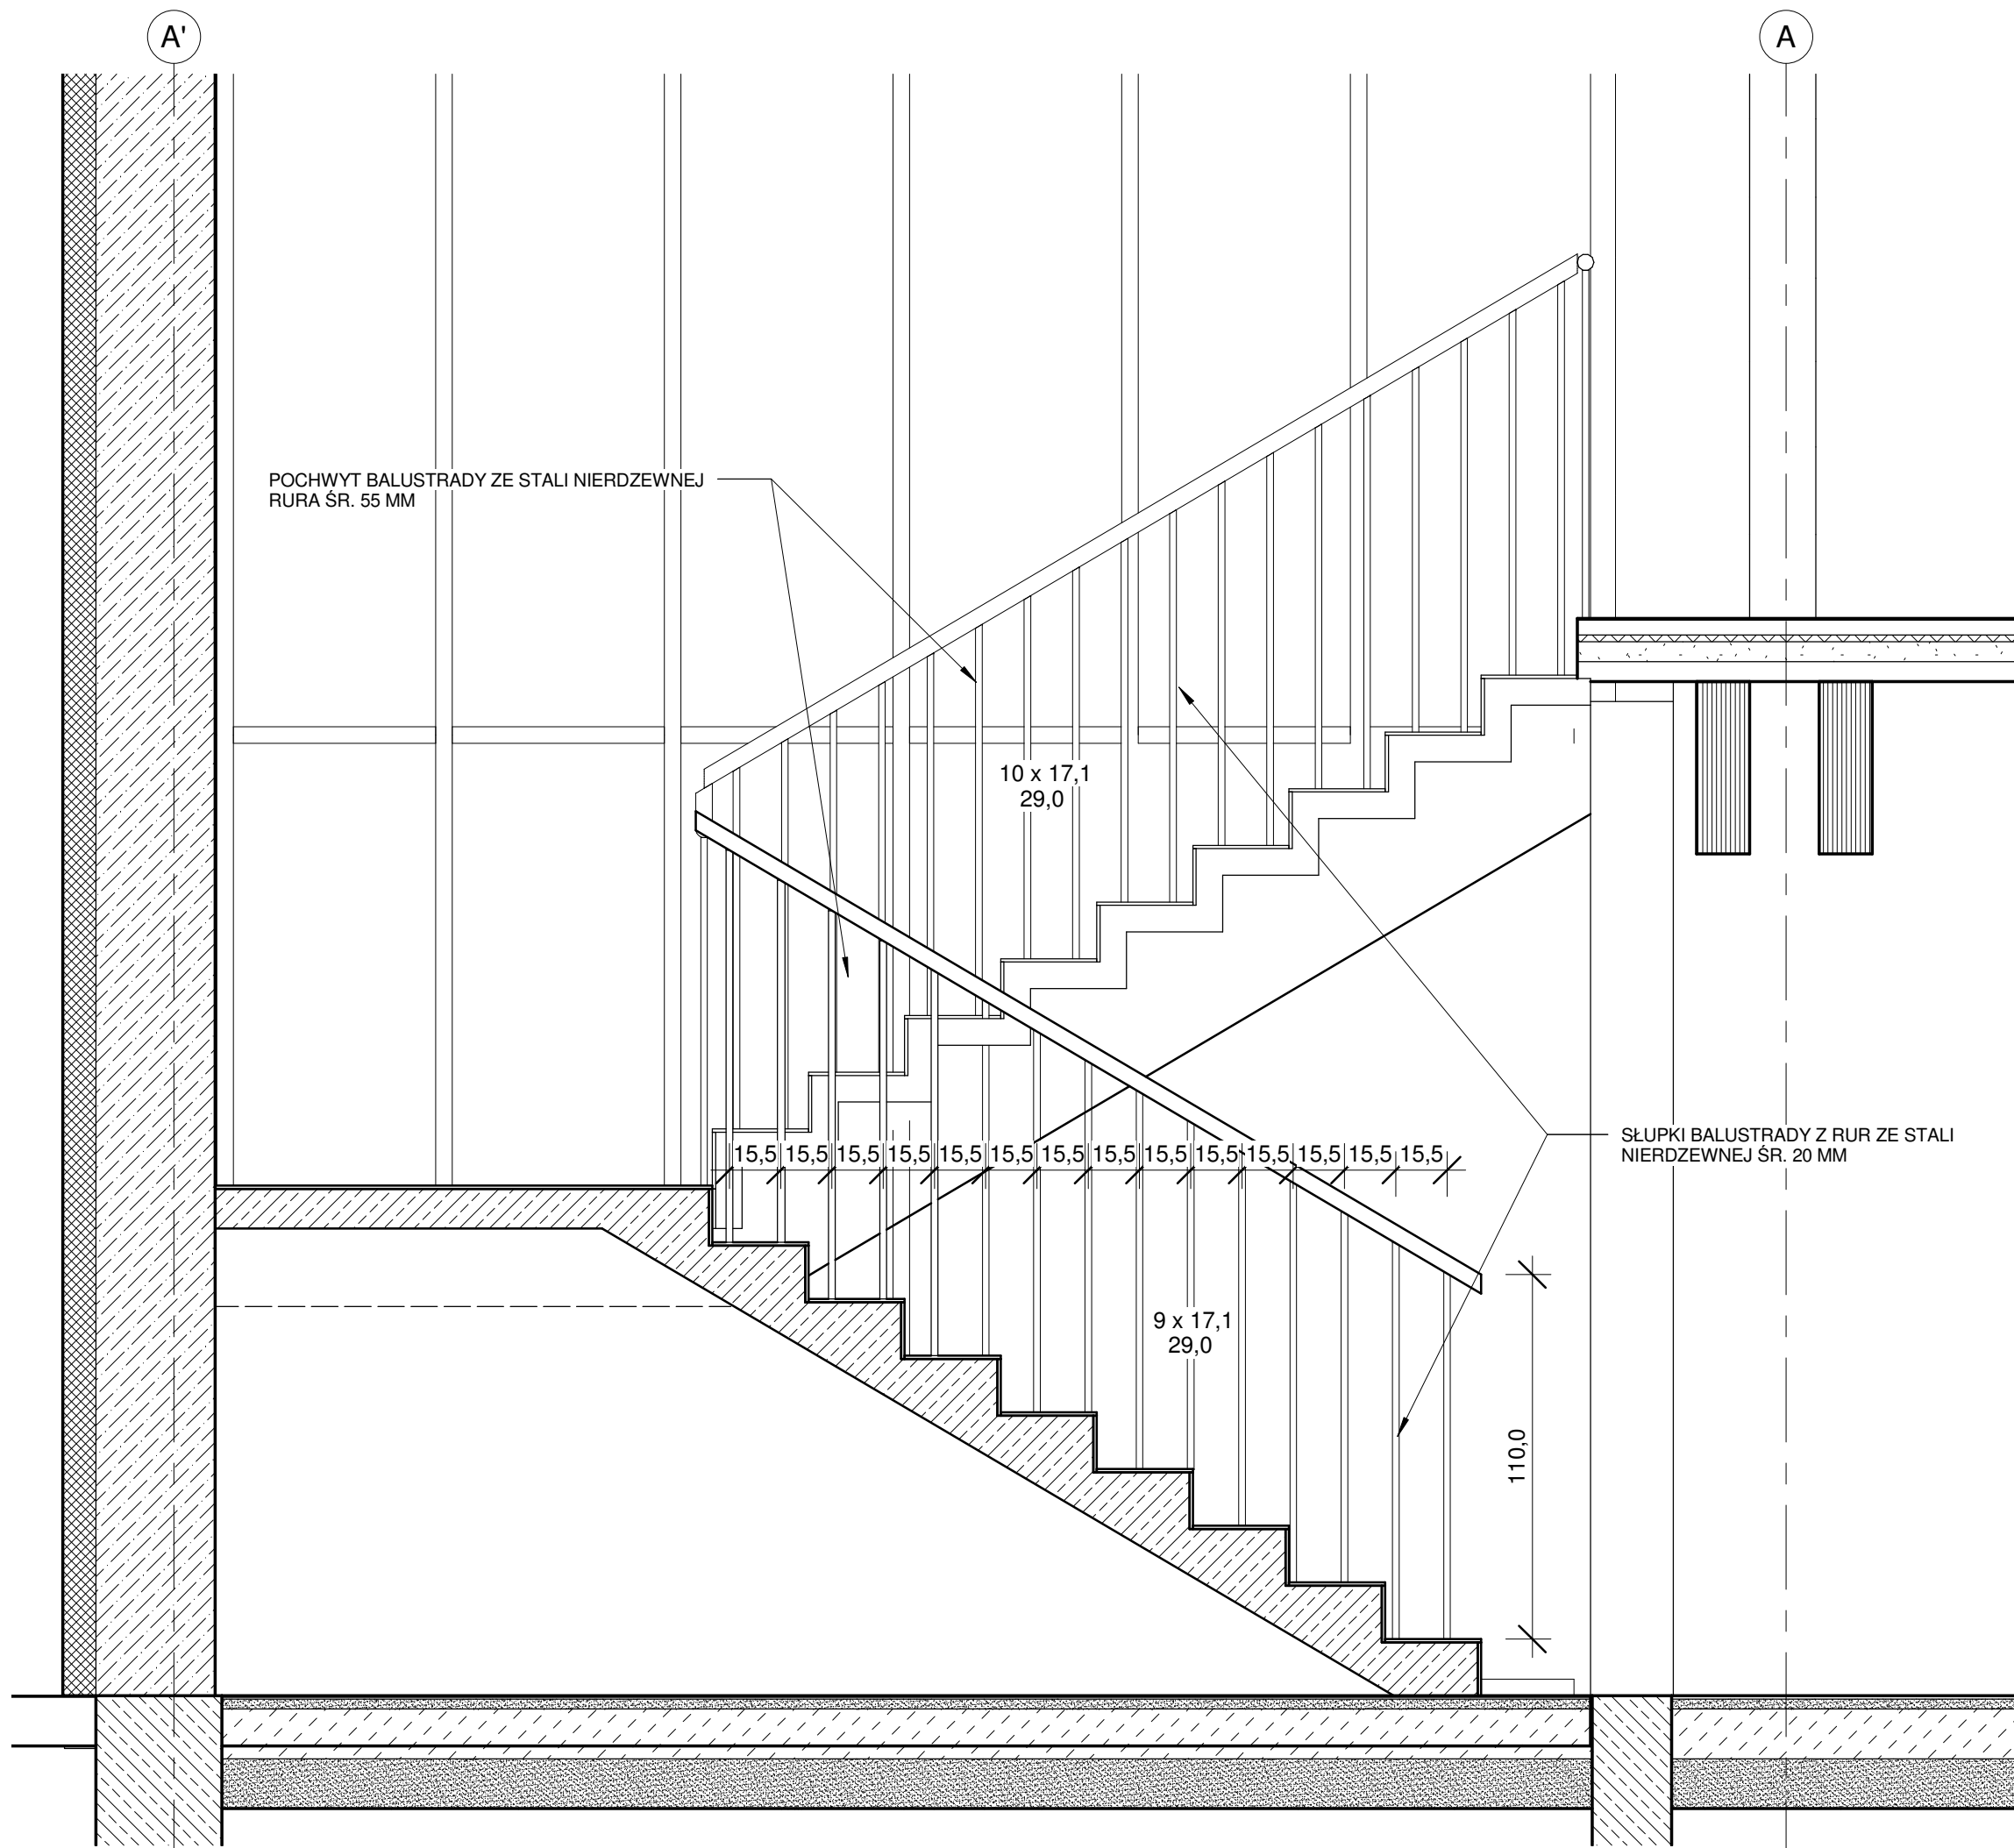 A'
A
POCHWYT BALUSTRADY ZE STALI NIERDZEWNEJ
RURA ŚR. 55 MM
10 x 17,1
29,0
15,5 15,5 15,5 15,5 15,5 15,5 15,5 15,5 15,5 15,5 15,5 15,5 15,5 15,5
SŁUPKI BALUSTRADY Z RUR ZE STALI
NIERDZEWNEJ ŚR. 20 MM
9 x 17,1
29,0
110,0